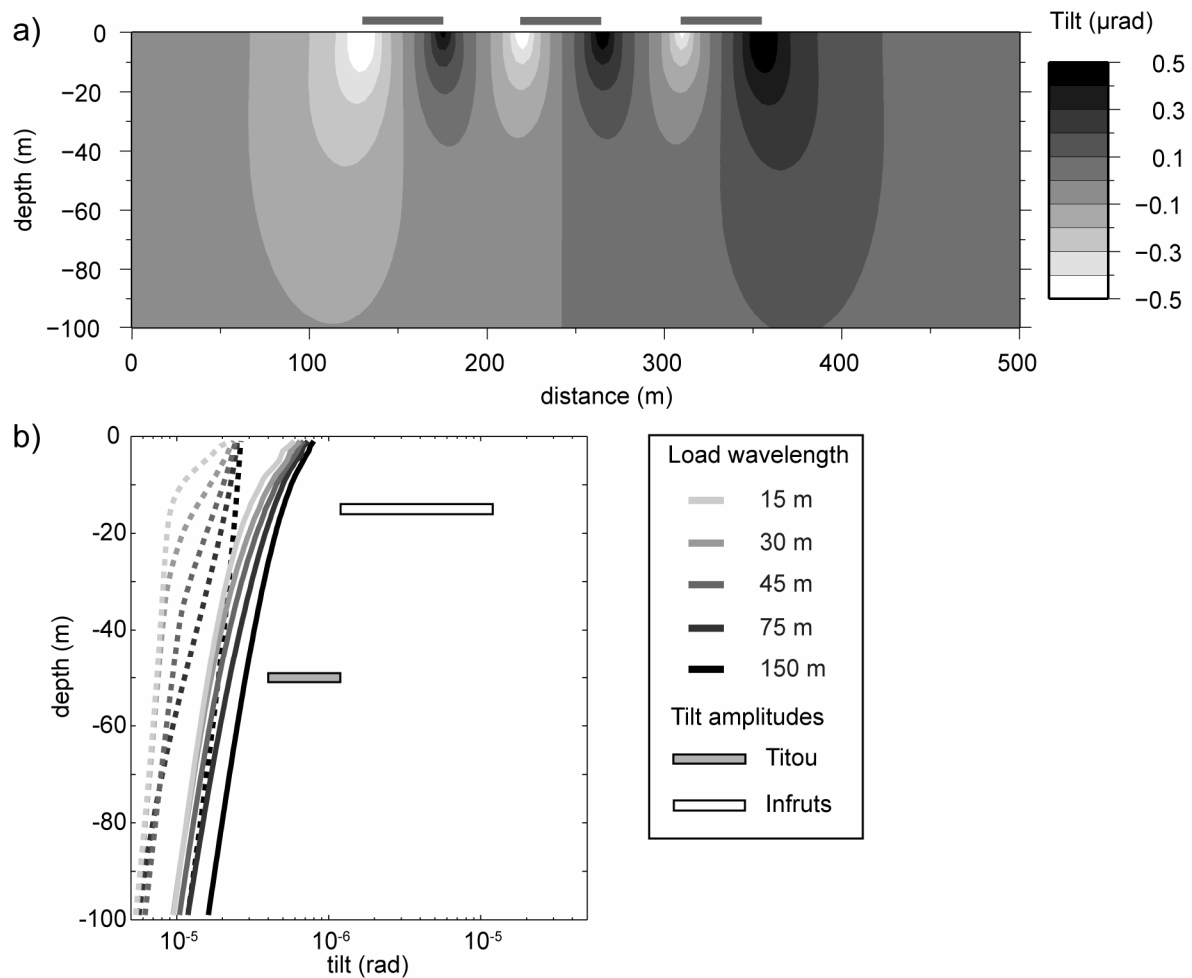 a)
Tilt (μrad)
0
−20
−40
−60
−80
−100
depth (m)
0.5
0.3
0.1
−0.1
−0.3
−0.5
0 100 200 300 400 500
distance (m)
b)
0
-20
-40
-60
-80
-100
depth (m)
10-5 10-6 10-5
tilt (rad)
Load wavelength
15 m
30 m
45 m
75 m
150 m
Tilt amplitudes
Titou
Infruts